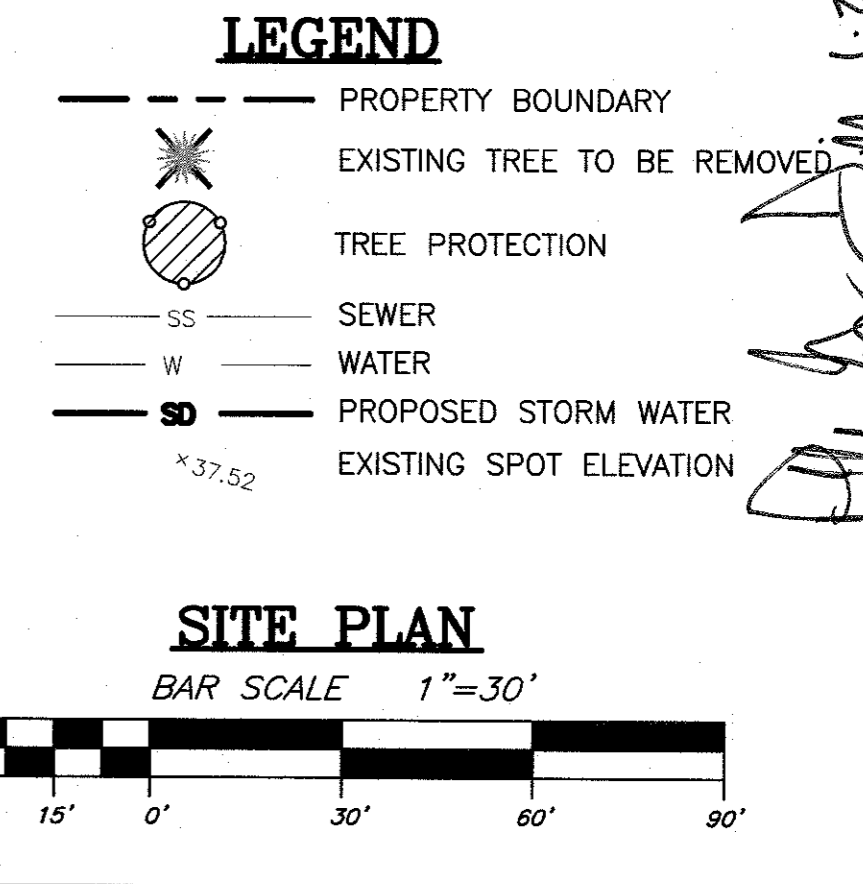 LEGEND
PROPERTY BOUNDARY
EXISTING TREE TO BE REMOVED
TREE PROTECTION
SS SEWER
W WATER
SD PROPOSED STORM WATER
×37.52 EXISTING SPOT ELEVATION
SITE PLAN
BAR SCALE 1"=30'
15' 0' 30' 60' 90'